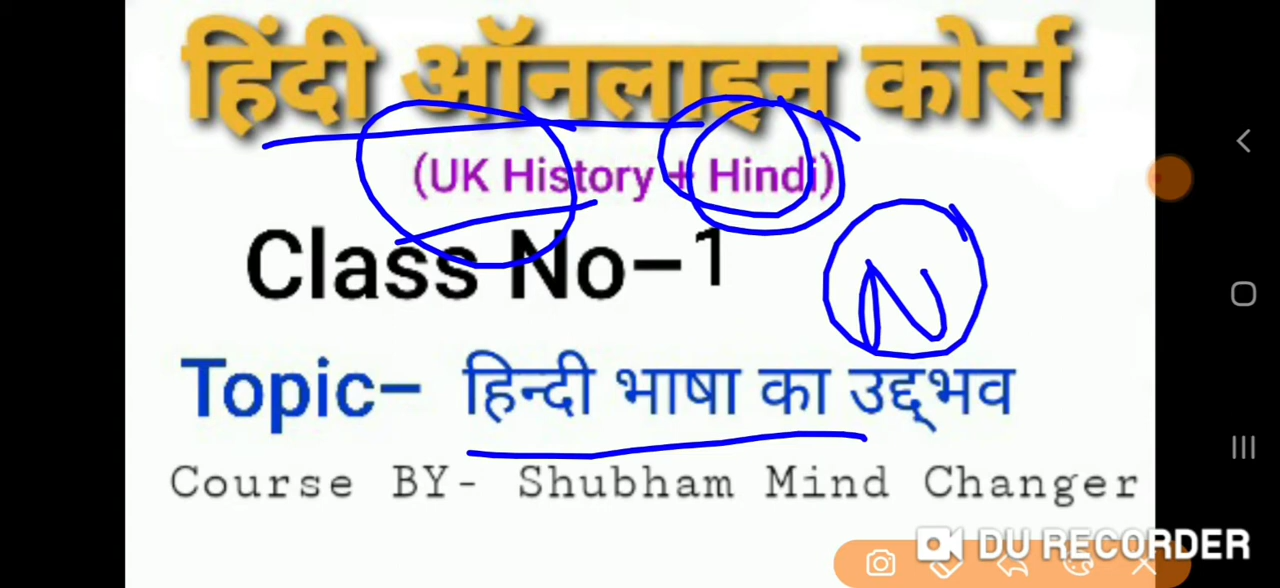 हिंदी ऑनलाइन कोर्स
(UK History + Hindi)
Class No-1
N
Topic- हिन्दी भाषा का उद्द्भव
Course BY- Shubham Mind Changer
DU RECORDER